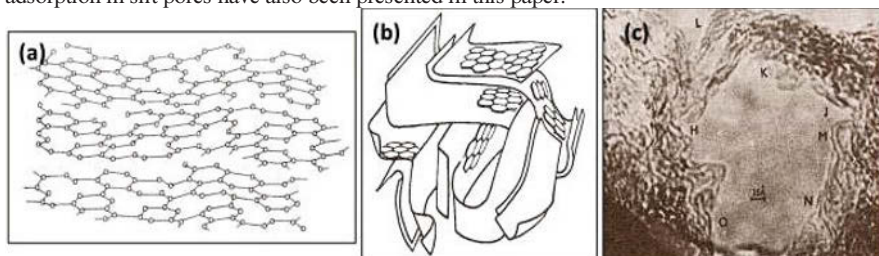 adsorption in slit pores have also been presented in this paper.
(a) (b) (c)
L
K
J
H M
N
O